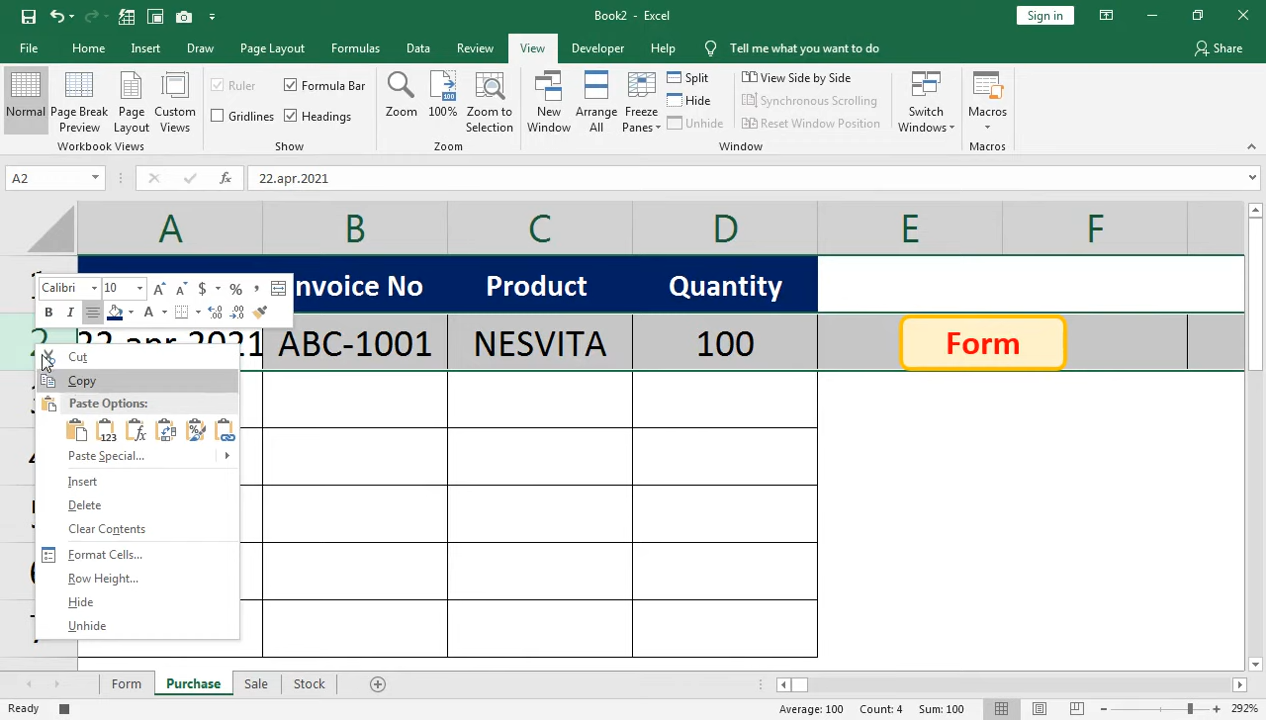 Book2 - Excel
Sign in
File Home Insert Draw Page Layout Formulas Data Review View Developer Help Tell me what you want to do Share
Normal
Page Break Preview
Page Layout
Custom Views
Workbook Views
Ruler
Formula Bar
Gridlines
Headings
Show
Zoom
100%
Zoom to Selection
Zoom
New Window
Arrange All
Freeze Panes
Split
Hide
Unhide
View Side by Side
Synchronous Scrolling
Reset Window Position
Window
Switch Windows
Macros
Macros
A2 fx 22.apr.2021
A B C D E F
Calibri 10 $ % ,
B I A
Invoice No Product Quantity
2 22.apr.2021 ABC-1001 NESVITA 100 Form
Cut
Copy
Paste Options:
Paste Special...
Insert
Delete
Clear Contents
Format Cells...
Row Height...
Hide
Unhide
Form Purchase Sale Stock
Ready Average: 100 Count: 4 Sum: 100 292%